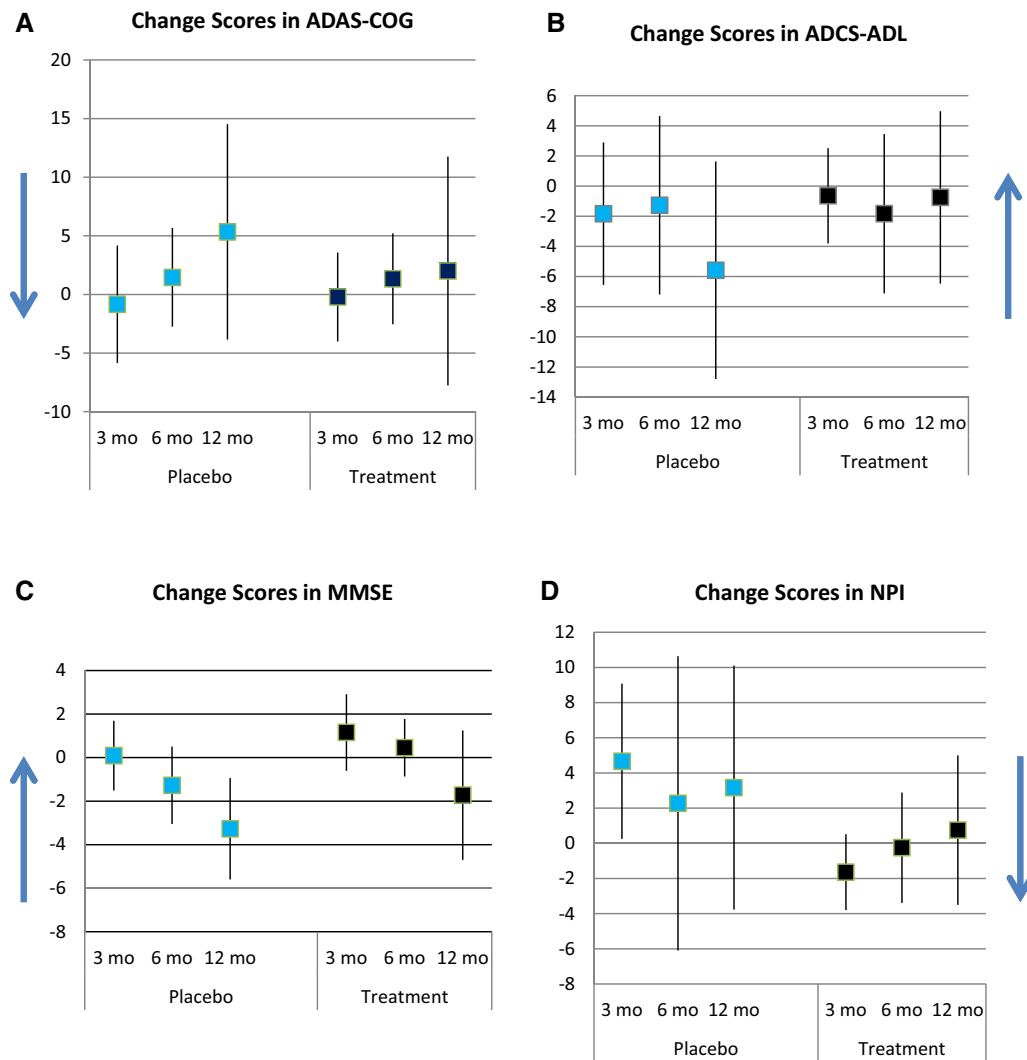 A
Change Scores in ADAS-COG
20
15
10
5
0
-5
-10
3 mo 6 mo 12 mo 3 mo 6 mo 12 mo
Placebo Treatment
B
Change Scores in ADCS-ADL
6
4
2
0
-2
-4
-6
-8
-10
-12
-14
3 mo 6 mo 12 mo 3 mo 6 mo 12 mo
Placebo Treatment
C
Change Scores in MMSE
4
2
0
-2
-4
-6
-8
3 mo 6 mo 12 mo 3 mo 6 mo 12 mo
Placebo Treatment
D
Change Scores in NPI
12
10
8
6
4
2
0
-2
-4
-6
-8
3 mo 6 mo 12 mo 3 mo 6 mo 12 mo
Placebo Treatment